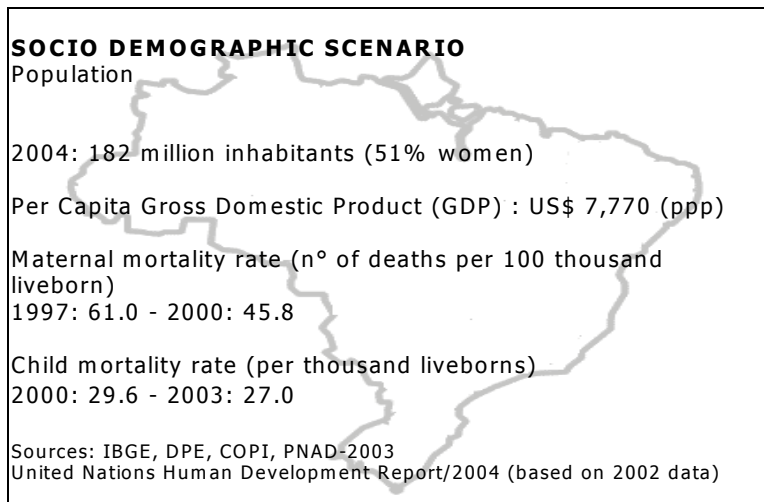 SOCIO DEMOGRAPHIC SCENARIO
Population
2004: 182 million inhabitants (51% women)
Per Capita Gross Domestic Product (GDP) : US$ 7,770 (ppp)
Maternal mortality rate (n° of deaths per 100 thousand
liveborn)
1997: 61.0 - 2000: 45.8
Child mortality rate (per thousand liveborns)
2000: 29.6 - 2003: 27.0
Sources: IBGE, DPE, COPI, PNAD-2003
United Nations Human Development Report/2004 (based on 2002 data)